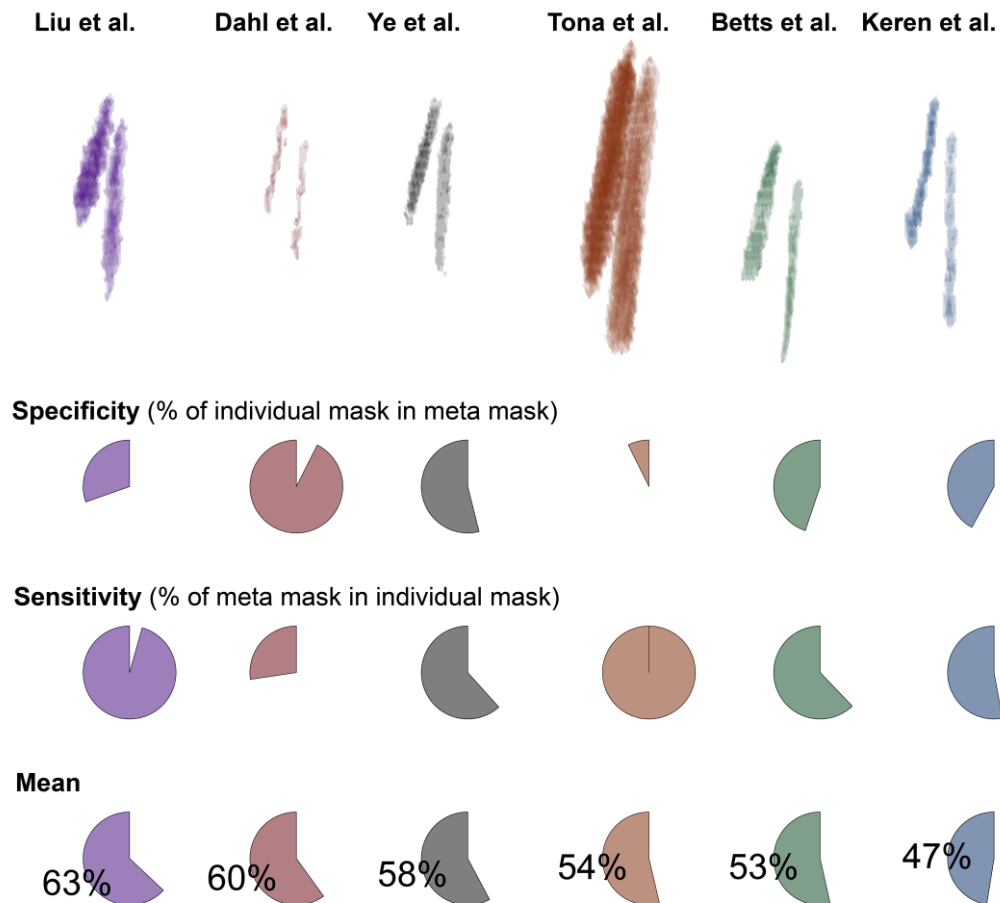 Liu et al. Dahl et al. Ye et al. Tona et al. Betts et al. Keren et al.
Specificity (% of individual mask in meta mask)
Sensitivity (% of meta mask in individual mask)
Mean
63% 60% 58% 54% 53% 47%